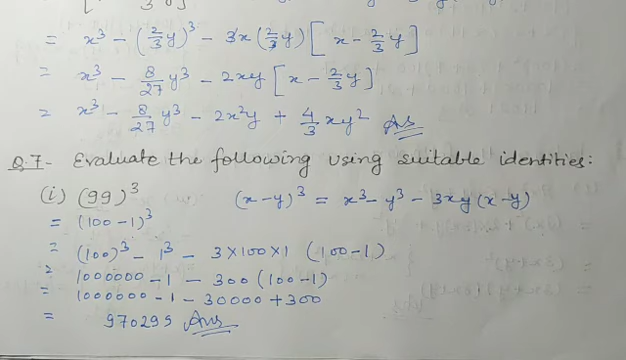 3
= x³ - (2/3 y)³ - 3x (2/3 y) [x - 2/3 y]
= x³ - 8/27 y³ - 2xy [x - 2/3 y]
= x³ - 8/27 y³ - 2x²y + 4/3 xy² Ans
Q.7- Evaluate the following using suitable identities:
(i) (99)³ (x-y)³ = x³-y³ - 3xy(x-y)
= (100-1)³
= (100)³ - 1³ - 3×100×1 (100-1)
= 1000000 - 1 - 300 (100-1)
= 1000000 - 1 - 30000 + 300
= 970299 Ans